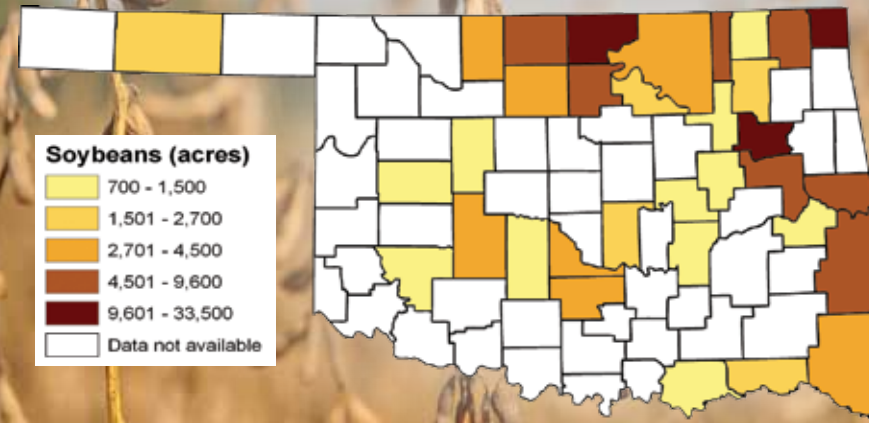 Soybeans (acres)
700 - 1,500
1,501 - 2,700
2,701 - 4,500
4,501 - 9,600
9,601 - 33,500
Data not available